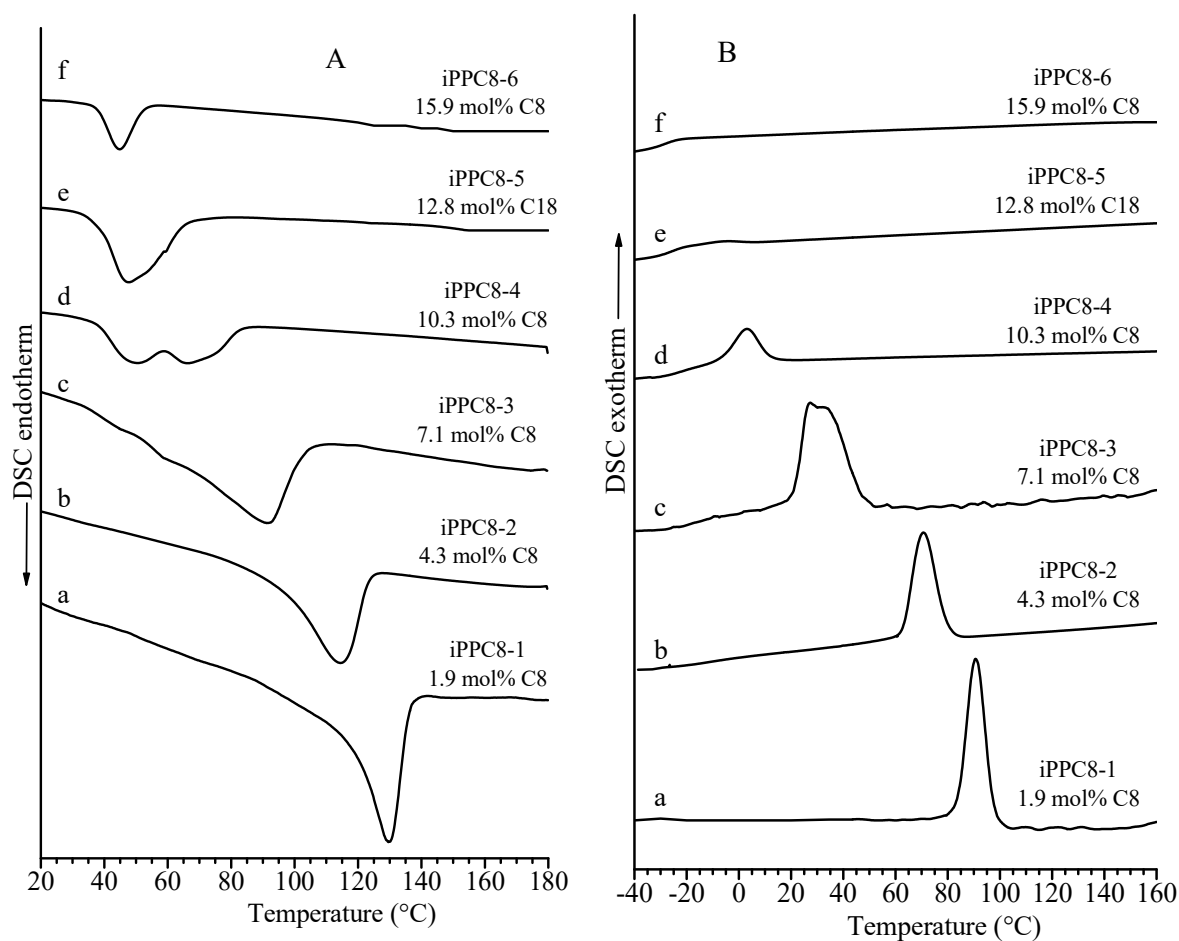 A
f
iPPC8-6
15.9 mol% C8
e
iPPC8-5
12.8 mol% C18
d
iPPC8-4
10.3 mol% C8
c
iPPC8-3
7.1 mol% C8
b
iPPC8-2
4.3 mol% C8
a
iPPC8-1
1.9 mol% C8
DSC endotherm
20 40 60 80 100 120 140 160 180
Temperature (°C)
B
f
iPPC8-6
15.9 mol% C8
e
iPPC8-5
12.8 mol% C18
d
iPPC8-4
10.3 mol% C8
c
iPPC8-3
7.1 mol% C8
b
iPPC8-2
4.3 mol% C8
a
iPPC8-1
1.9 mol% C8
DSC exotherm
-40 -20 0 20 40 60 80 100 120 140 160
Temperature (°C)